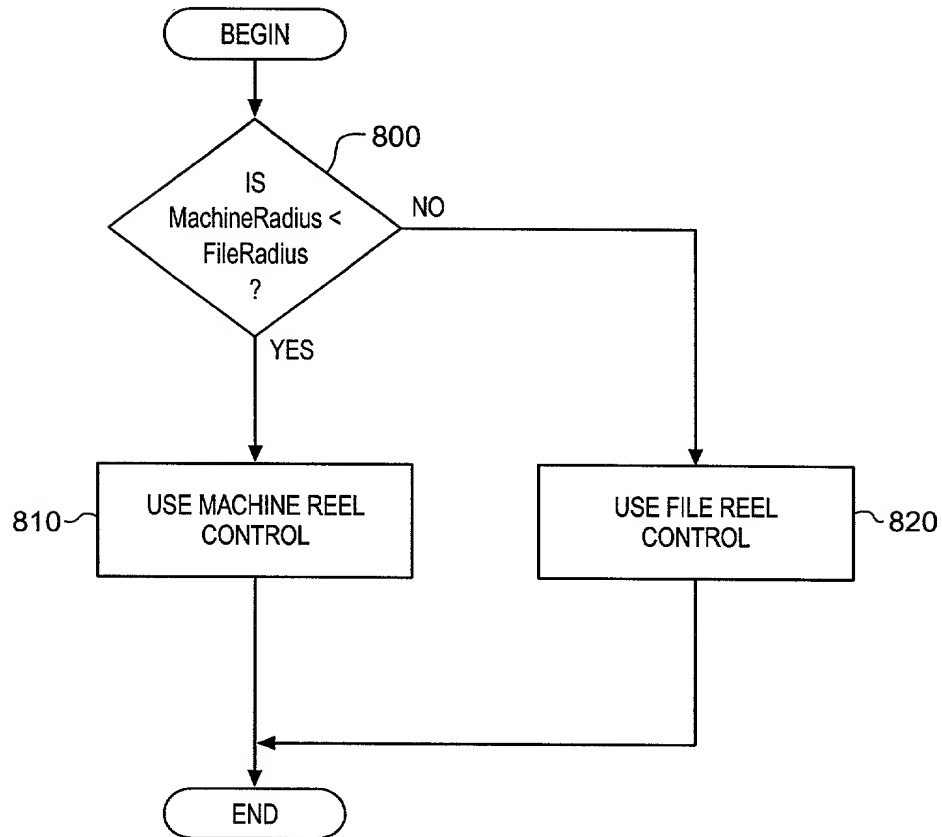 BEGIN
800
IS
MachineRadius <
FileRadius
?
NO
YES
810
USE MACHINE REEL
CONTROL
USE FILE REEL
CONTROL
820
END